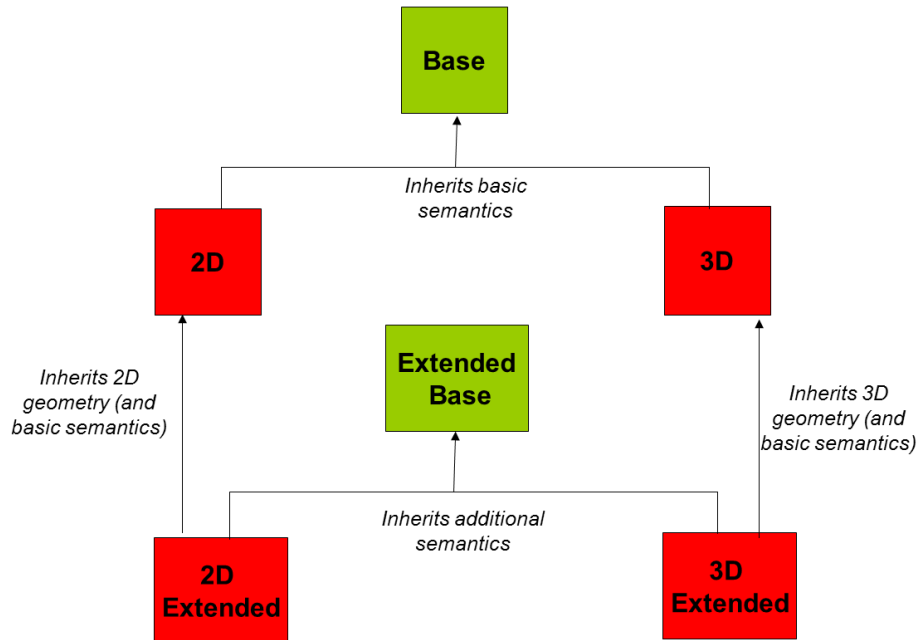 Base
Inherits basic
semantics
2D
3D
Extended
Base
Inherits 2D
geometry (and
basic semantics)
Inherits 3D
geometry (and
basic semantics)
Inherits additional
semantics
2D
Extended
3D
Extended